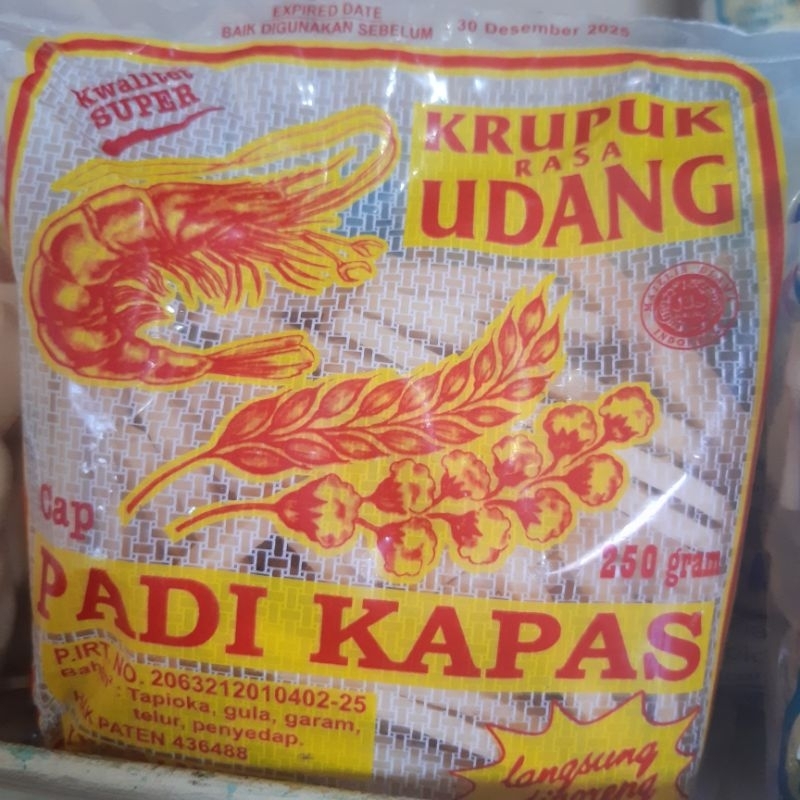 EXPIRED DATE
BAIK DIGUNAKAN SEBELUM 30 Desember 2025
Kwalitet
SUPER
KRUPUK
RASA
UDANG
Cap
250 gram
PADI KAPAS
P.IRT NO. 2063212010402-25
Tapioka, gula, garam,
telur, penyedap.
PATEN 436488
langsung